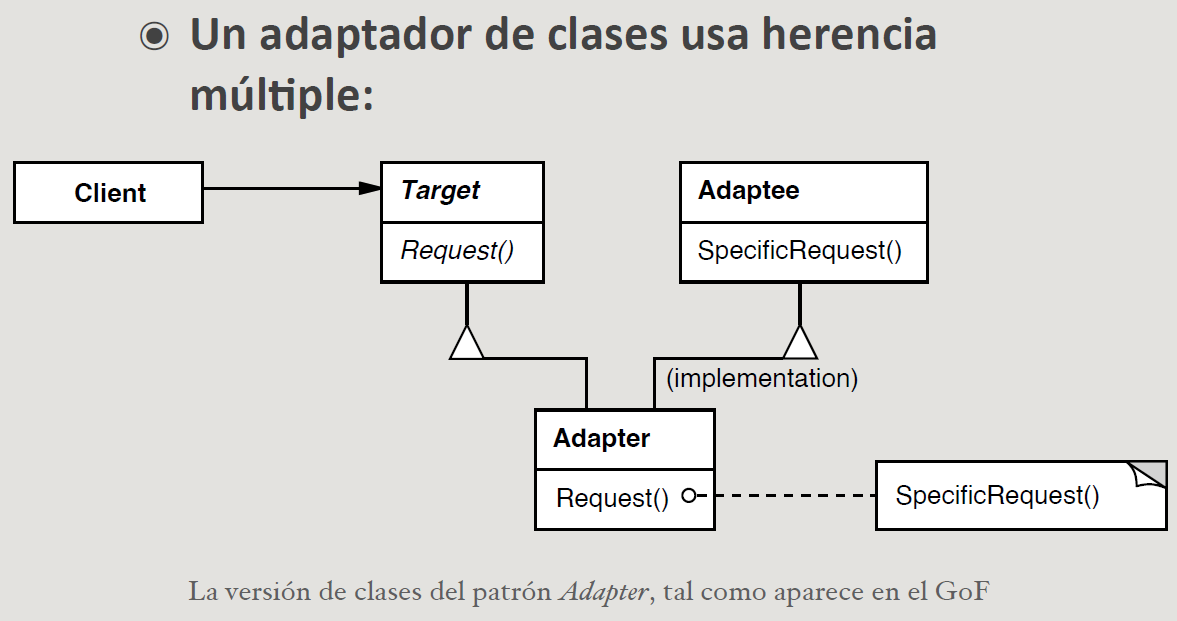 Un adaptador de clases usa herencia
múltiple:
Client
Target
Request()
Adaptee
SpecificRequest()
(implementation)
Adapter
Request()
SpecificRequest()
La versión de clases del patrón Adapter, tal como aparece en el GoF